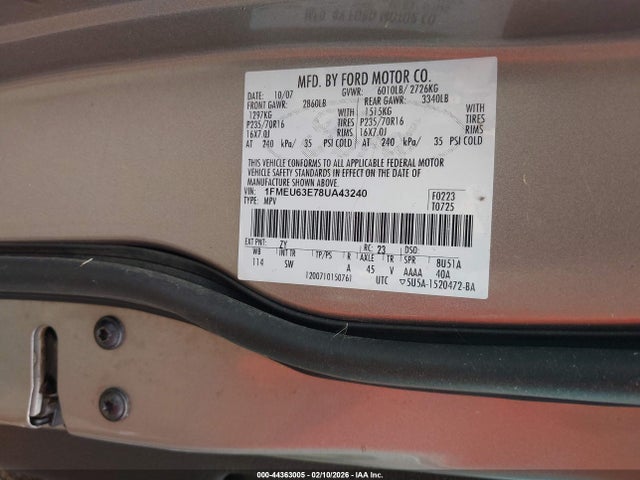 MFD. BY FORD MOTOR CO.
DATE: 10/07 GVWR: 6010LB/ 2726KG
FRONT GAWR: 2860LB REAR GAWR: 3340LB
1297KG WITH 1515KG WITH
P235/70R16 TIRES P235/70R16 TIRES
16X7.0J RIMS 16X7.0J RIMS
AT 240 kPa/ 35 PSI COLD AT 240 kPa/ 35 PSI COLD
THIS VEHICLE CONFORMS TO ALL APPLICABLE FEDERAL MOTOR
VEHICLE SAFETY STANDARDS IN EFFECT ON THE DATE OF
MANUFACTURE SHOWN ABOVE.
VIN: 1FMEU63E78UA43240 F0223
TYPE: MPV T0725
EXT PNT: ZY RC: 23 DSO:
WB INT TR TP/PS R AXLE TR SPR 8U51A
114 SW A 45 V AAAA 40A
1200710150761 UTC 5U5A-1520472-BA
000-44363005 - 02/10/2026 - IAA Inc.